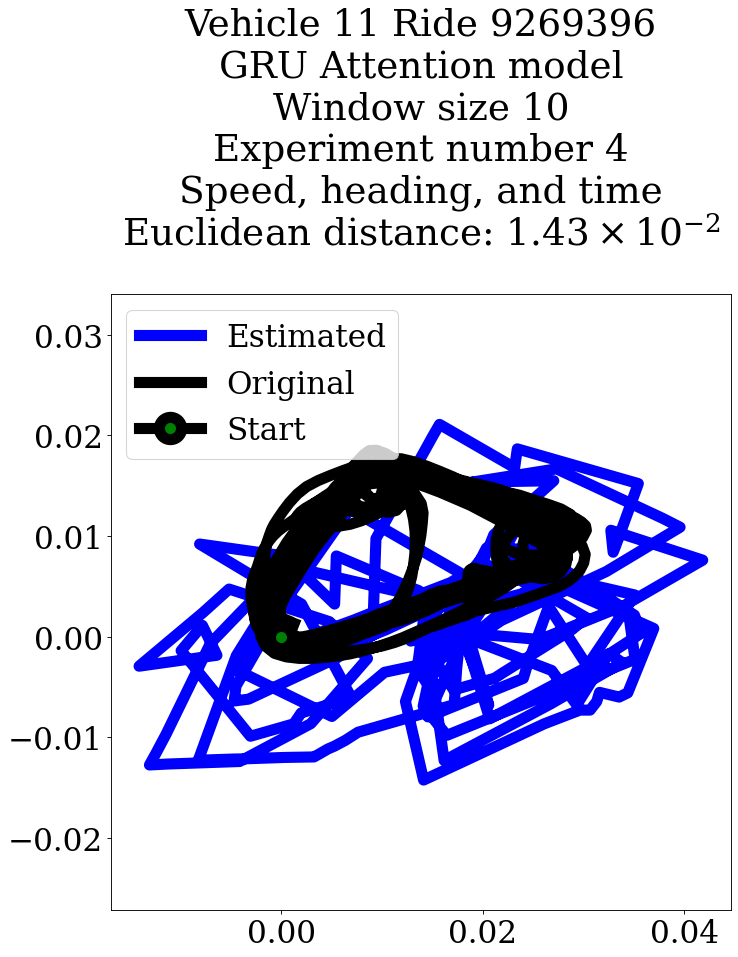 Vehicle 11 Ride 9269396
GRU Attention model
Window size 10
Experiment number 4
Speed, heading, and time
Euclidean distance: 1.43 × 10⁻²
Estimated
Original
Start
0.03
0.02
0.01
0.00
−0.01
−0.02
0.00 0.02 0.04